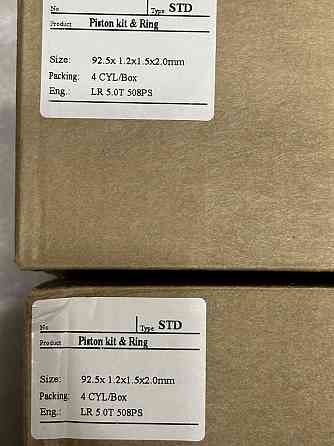 No Type STD
Product Piston kit & Ring
Size: 92.5x 1.2x1.5x2.0mm
Packing: 4 CYL/Box
Eng.: LR 5.0T 508PS
No Type STD
Product Piston kit & Ring
Size: 92.5x 1.2x1.5x2.0mm
Packing: 4 CYL/Box
Eng.: LR 5.0T 508PS